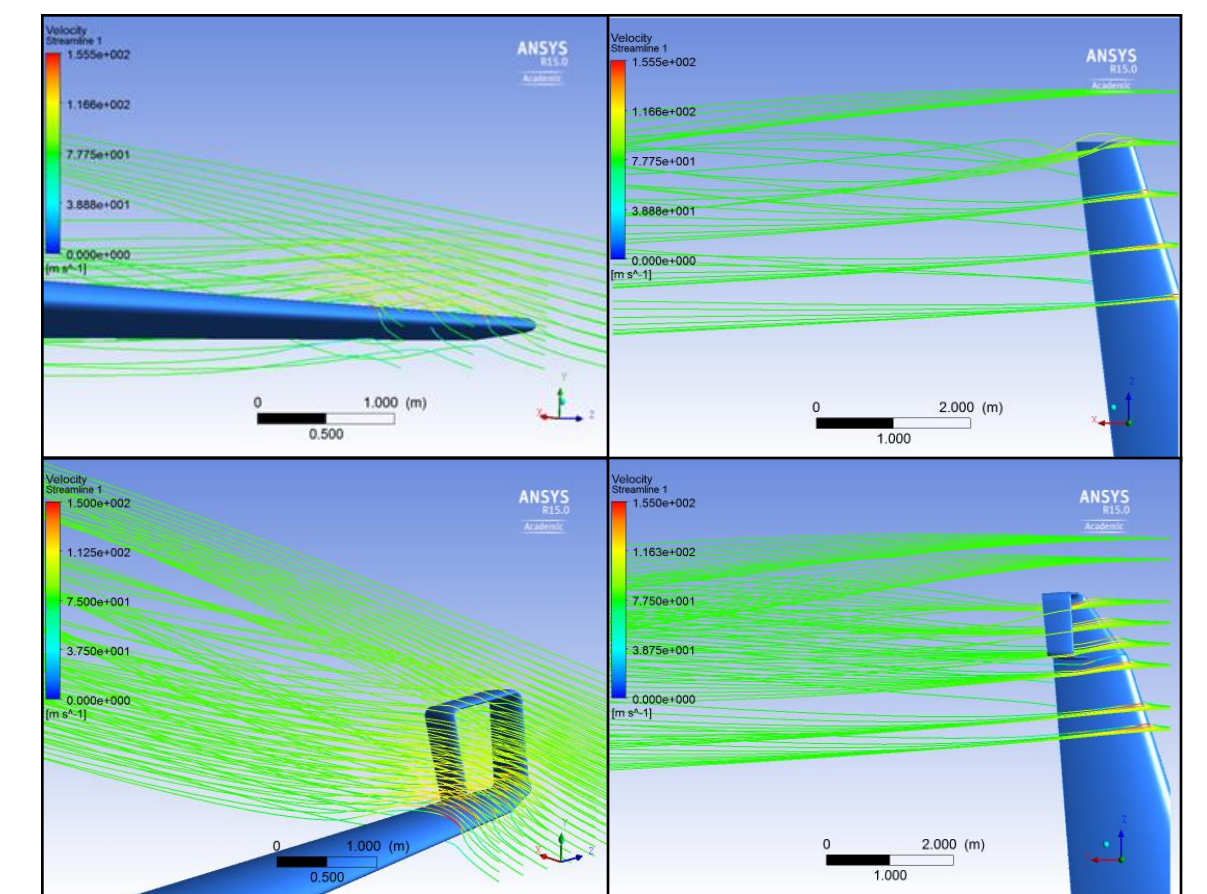 Velocity
Streamline 1
1.555e+002
1.166e+002
7.775e+001
3.888e+001
0.000e+000
[m s^-1]
ANSYS
R15.0
Academic
0 1.000 (m)
0.500
Y
X
Z
Velocity
Streamline 1
1.555e+002
1.166e+002
7.775e+001
3.888e+001
0.000e+000
[m s^-1]
ANSYS
R15.0
Academic
0 2.000 (m)
1.000
Z
X
Velocity
Streamline 1
1.500e+002
1.125e+002
7.500e+001
3.750e+001
0.000e+000
[m s^-1]
ANSYS
R15.0
Academic
0 1.000 (m)
0.500
Y
X
Z
Velocity
Streamline 1
1.550e+002
1.163e+002
7.750e+001
3.875e+001
0.000e+000
[m s^-1]
ANSYS
R15.0
Academic
0 2.000 (m)
1.000
Z